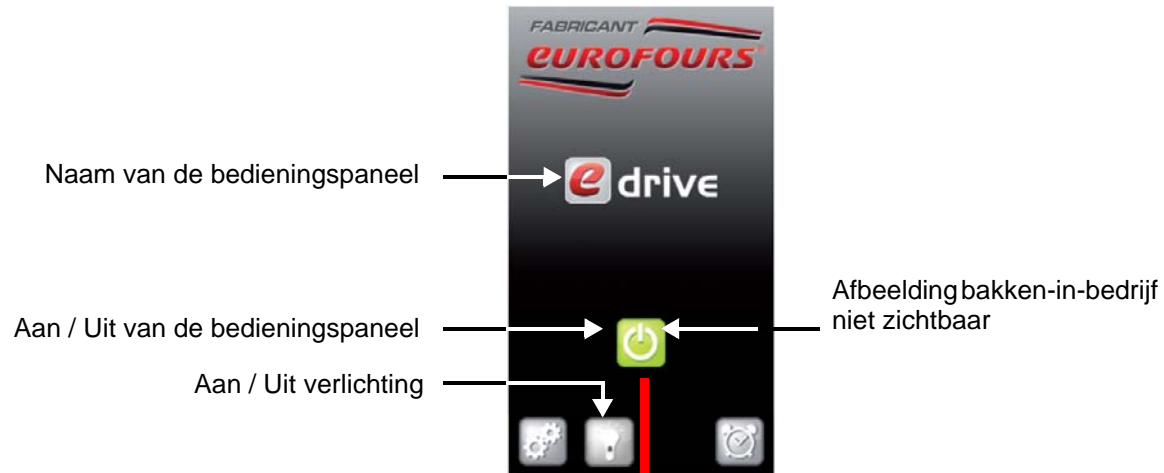 FABRICANT
eUROFOURS®
Naam van de bedieningspaneel
e drive
Afbeelding bakken-in-bedrijf
niet zichtbaar
Aan / Uit van de bedieningspaneel
Aan / Uit verlichting